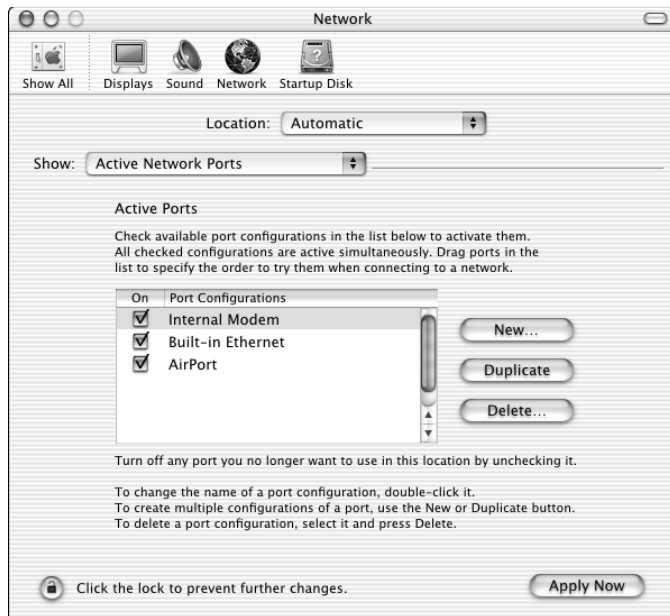 Network
Show All Displays Sound Network Startup Disk
Location: Automatic
Show: Active Network Ports
Active Ports
Check available port configurations in the list below to activate them.
All checked configurations are active simultaneously. Drag ports in the
list to specify the order to try them when connecting to a network.
On Port Configurations
Internal Modem
Built-in Ethernet
AirPort
New...
Duplicate
Delete...
Turn off any port you no longer want to use in this location by unchecking it.
To change the name of a port configuration, double-click it.
To create multiple configurations of a port, use the New or Duplicate button.
To delete a port configuration, select it and press Delete.
Click the lock to prevent further changes.
Apply Now